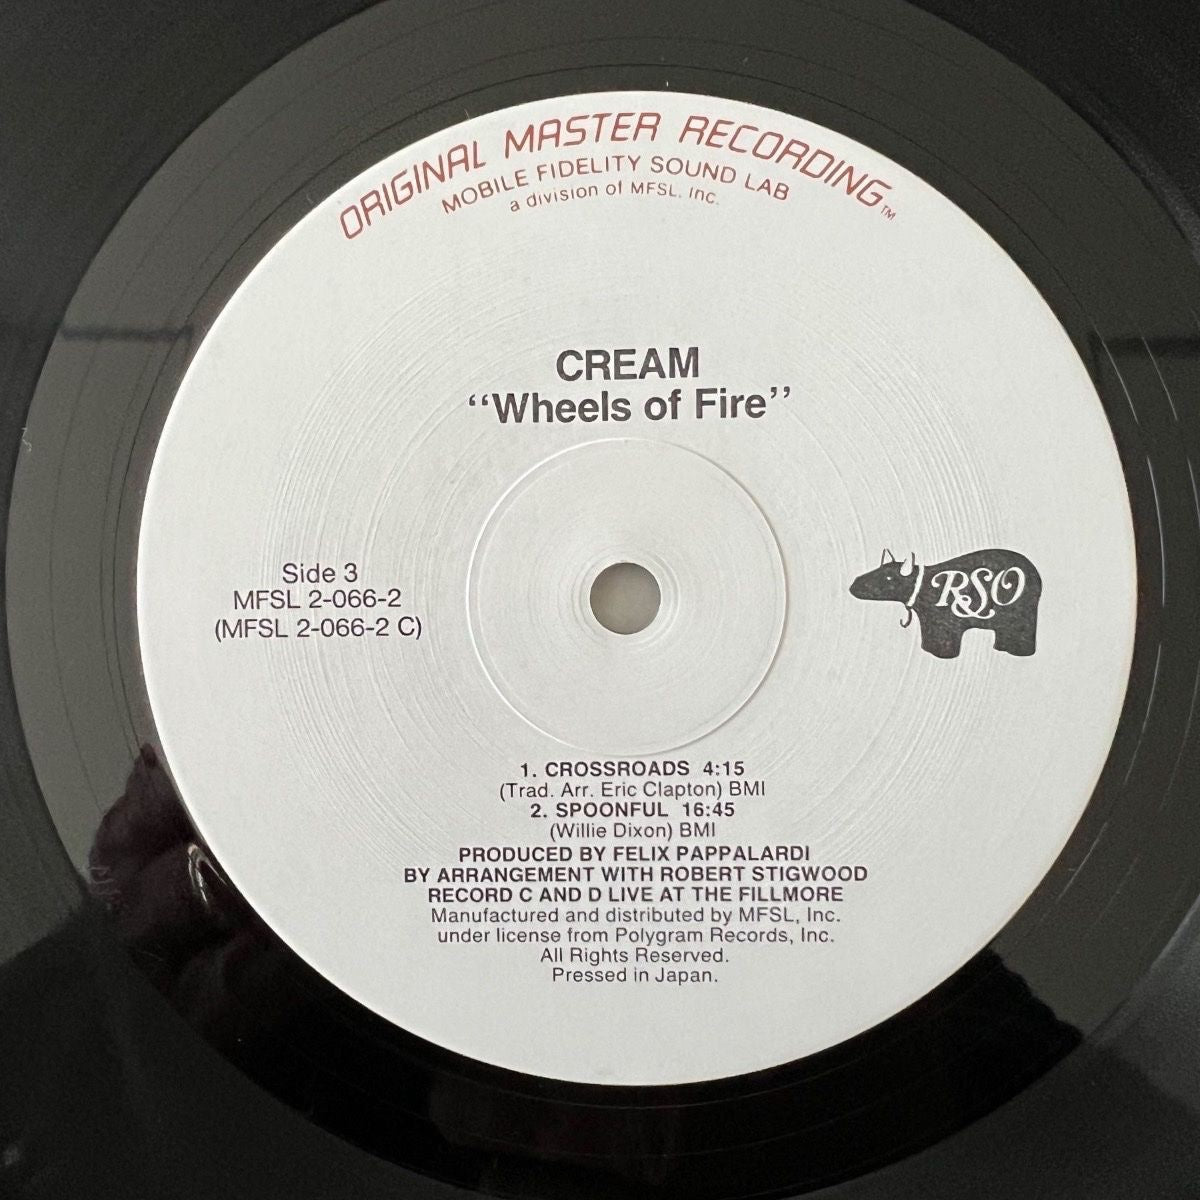 ORIGINAL MASTER RECORDING™
MOBILE FIDELITY SOUND LAB
a division of MFSL, Inc.
CREAM
“Wheels of Fire”
Side 3
MFSL 2-066-2
(MFSL 2-066-2 C)
RSO
1. CROSSROADS 4:15
(Trad. Arr. Eric Clapton) BMI
2. SPOONFUL 16:45
(Willie Dixon) BMI
PRODUCED BY FELIX PAPPALARDI
BY ARRANGEMENT WITH ROBERT STIGWOOD
RECORD C AND D LIVE AT THE FILLMORE
Manufactured and distributed by MFSL, Inc.
under license from Polygram Records, Inc.
All Rights Reserved.
Pressed in Japan.